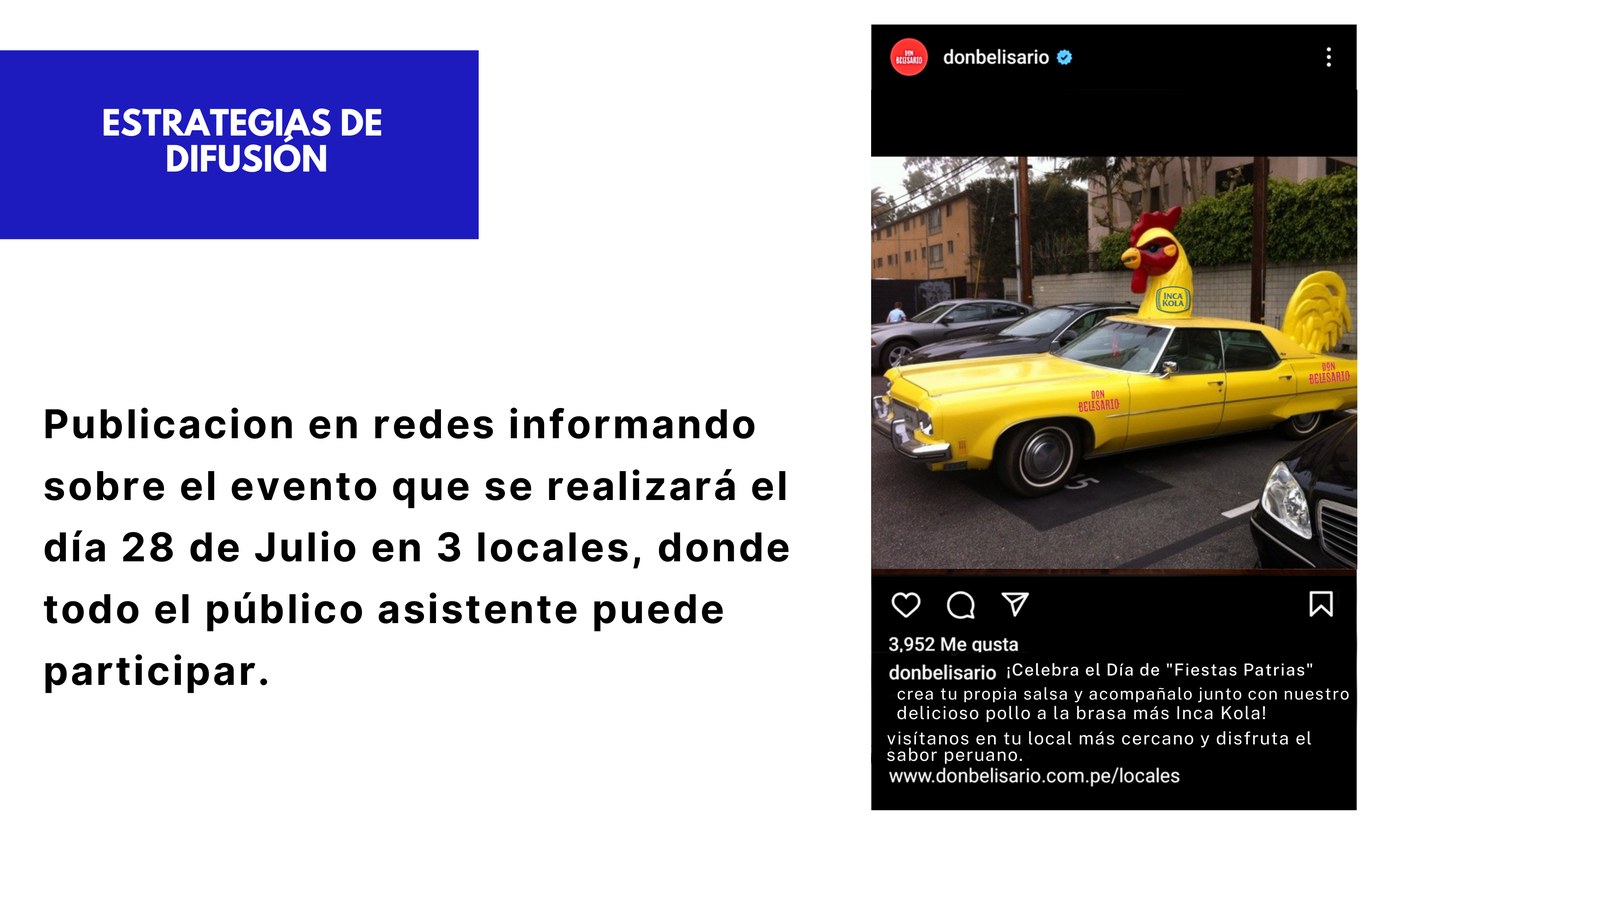 ESTRATEGIAS DE
DIFUSIÓN
Publicacion en redes informando
sobre el evento que se realizará el
día 28 de Julio en 3 locales, donde
todo el público asistente puede
participar.
DON
BELISARIO
donbelisario
INCA
KOLA
DON
BELISARIO
DON
BELISARIO
5
3,952 Me gusta
donbelisario ¡Celebra el Día de "Fiestas Patrias"
crea tu propia salsa y acompañalo junto con nuestro
delicioso pollo a la brasa más Inca Kola!
visítanos en tu local más cercano y disfruta el
sabor peruano.
www.donbelisario.com.pe/locales